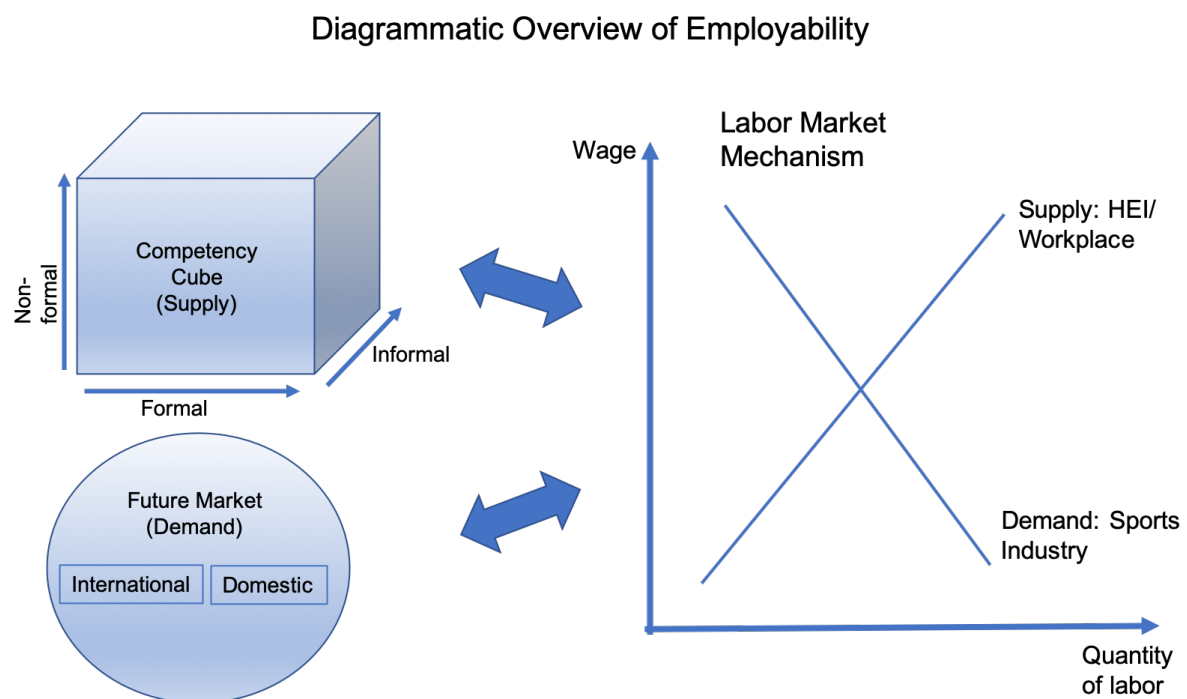 Diagrammatic Overview of Employability
Competency
Cube
(Supply)
Non-
formal
Informal
Formal
Future Market
(Demand)
International
Domestic
Labor Market
Mechanism
Wage
Supply: HEI/
Workplace
Demand: Sports
Industry
Quantity
of labor